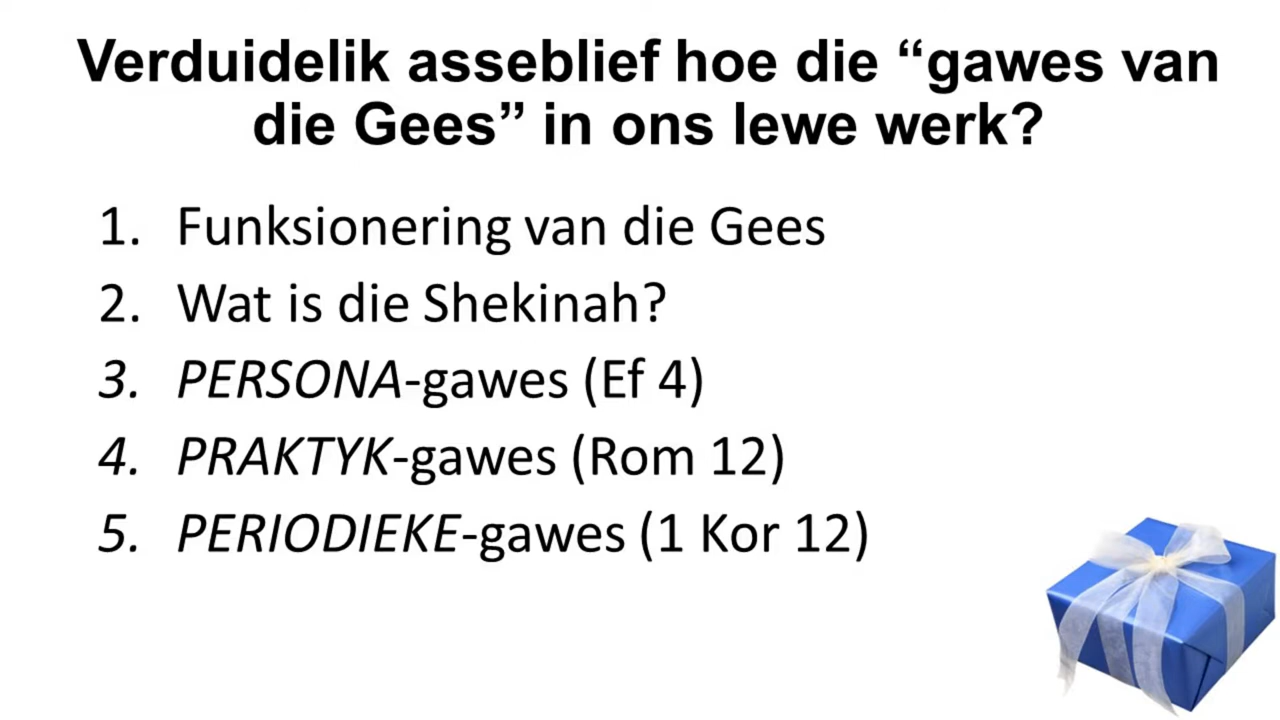 Verduidelik asseblief hoe die “gawes van
die Gees” in ons lewe werk?
1. Funksionering van die Gees
2. Wat is die Shekinah?
3. PERSONA-gawes (Ef 4)
4. PRAKTYK-gawes (Rom 12)
5. PERIODIEKE-gawes (1 Kor 12)